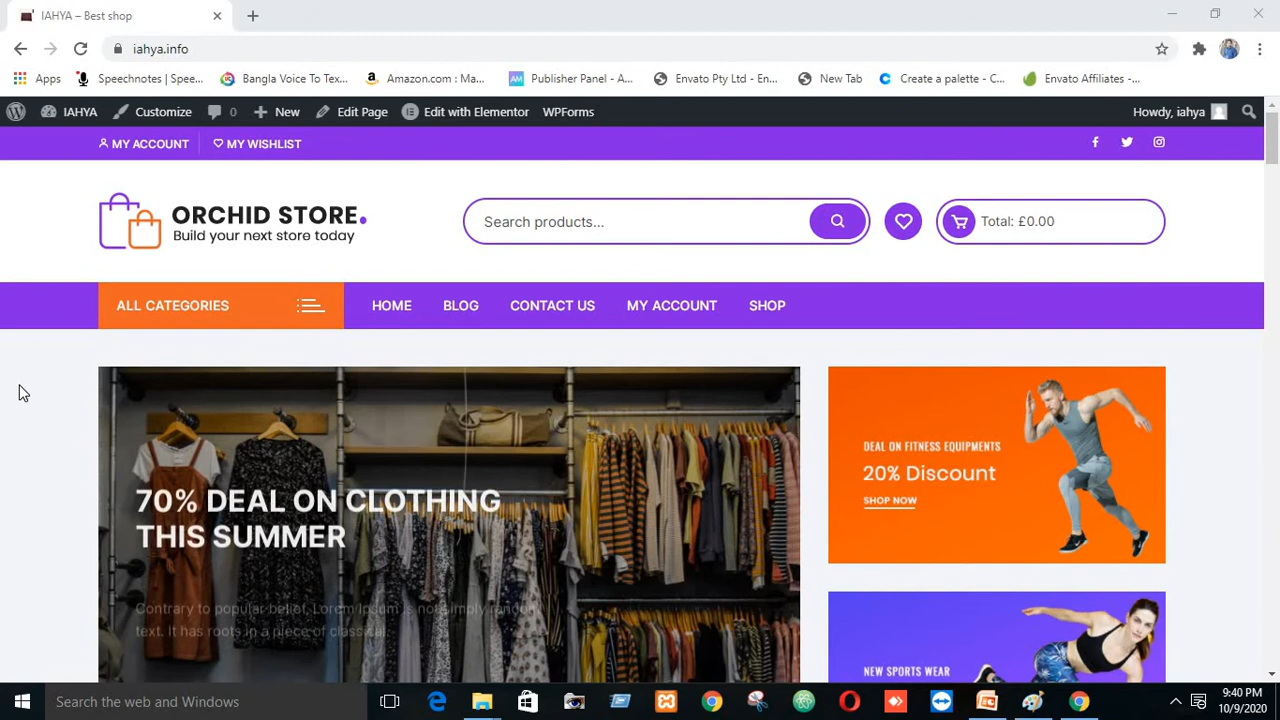 IAHYA – Best shop
iahya.info
Apps
Speechnotes | Spee...
Bangla Voice To Tex...
Amazon.com : Ma...
AM
Publisher Panel - A...
Envato Pty Ltd - En...
New Tab
Create a palette - C...
Envato Affiliates -...
IAHYA
Customize
0
New
Edit Page
Edit with Elementor
WPForms
Howdy, iahya
MY ACCOUNT
MY WISHLIST
ORCHID STORE.
Build your next store today
Search products...
Total: £0.00
ALL CATEGORIES
HOME
BLOG
CONTACT US
MY ACCOUNT
SHOP
70% DEAL ON CLOTHING
THIS SUMMER
Contrary to popular belief, Lorem Ipsum is not simply random
text. It has roots in a piece of classical.
DEAL ON FITNESS EQUIPMENTS
20% Discount
SHOP NOW
NEW SPORTS WEAR
Search the web and Windows
9:40 PM
10/9/2020